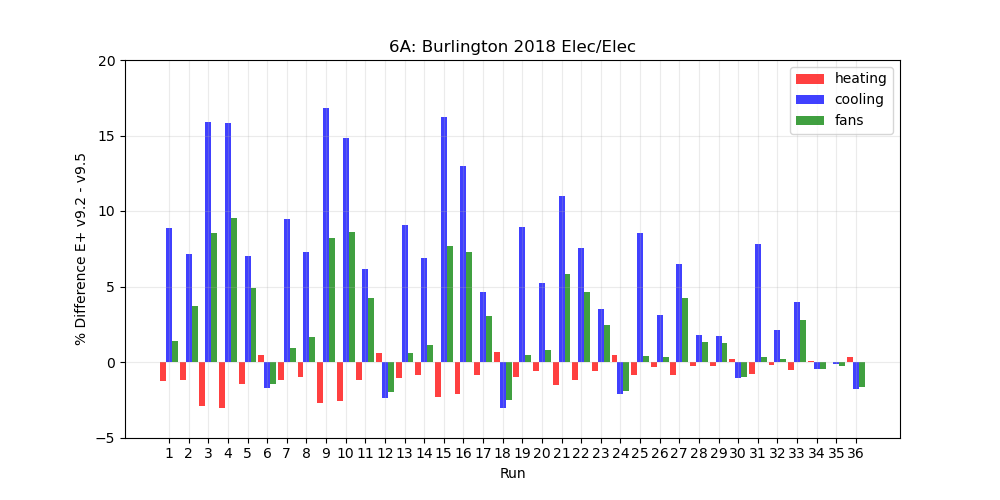 6A: Burlington 2018 Elec/Elec
% Difference E+ v9.2 - v9.5
20
15
10
5
0
−5
heating
cooling
fans
1 2 3 4 5 6 7 8 9 10 11 12 13 14 15 16 17 18 19 20 21 22 23 24 25 26 27 28 29 30 31 32 33 34 35 36
Run